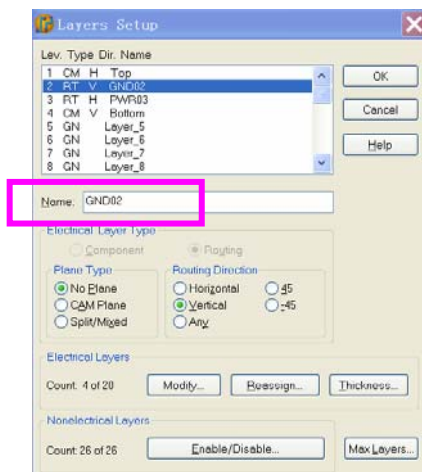 Layers Setup
Lev. Type Dir. Name
1 CM H Top
2 RT V GND02
3 RT H PWR03
4 CM V Bottom
5 GN Layer_5
6 GN Layer_6
7 GN Layer_7
8 GN Layer_8
OK
Cancel
Help
Name: GND02
Electrical Layer Type
Component Routing
Plane Type
No Plane
CAM Plane
Split/Mixed
Routing Direction
Horizontal 45
Vertical -45
Any
Electrical Layers
Count: 4 of 20 Modify... Reassign... Thickness...
Nonelectrical Layers
Count: 26 of 26 Enable/Disable... Max Layers...